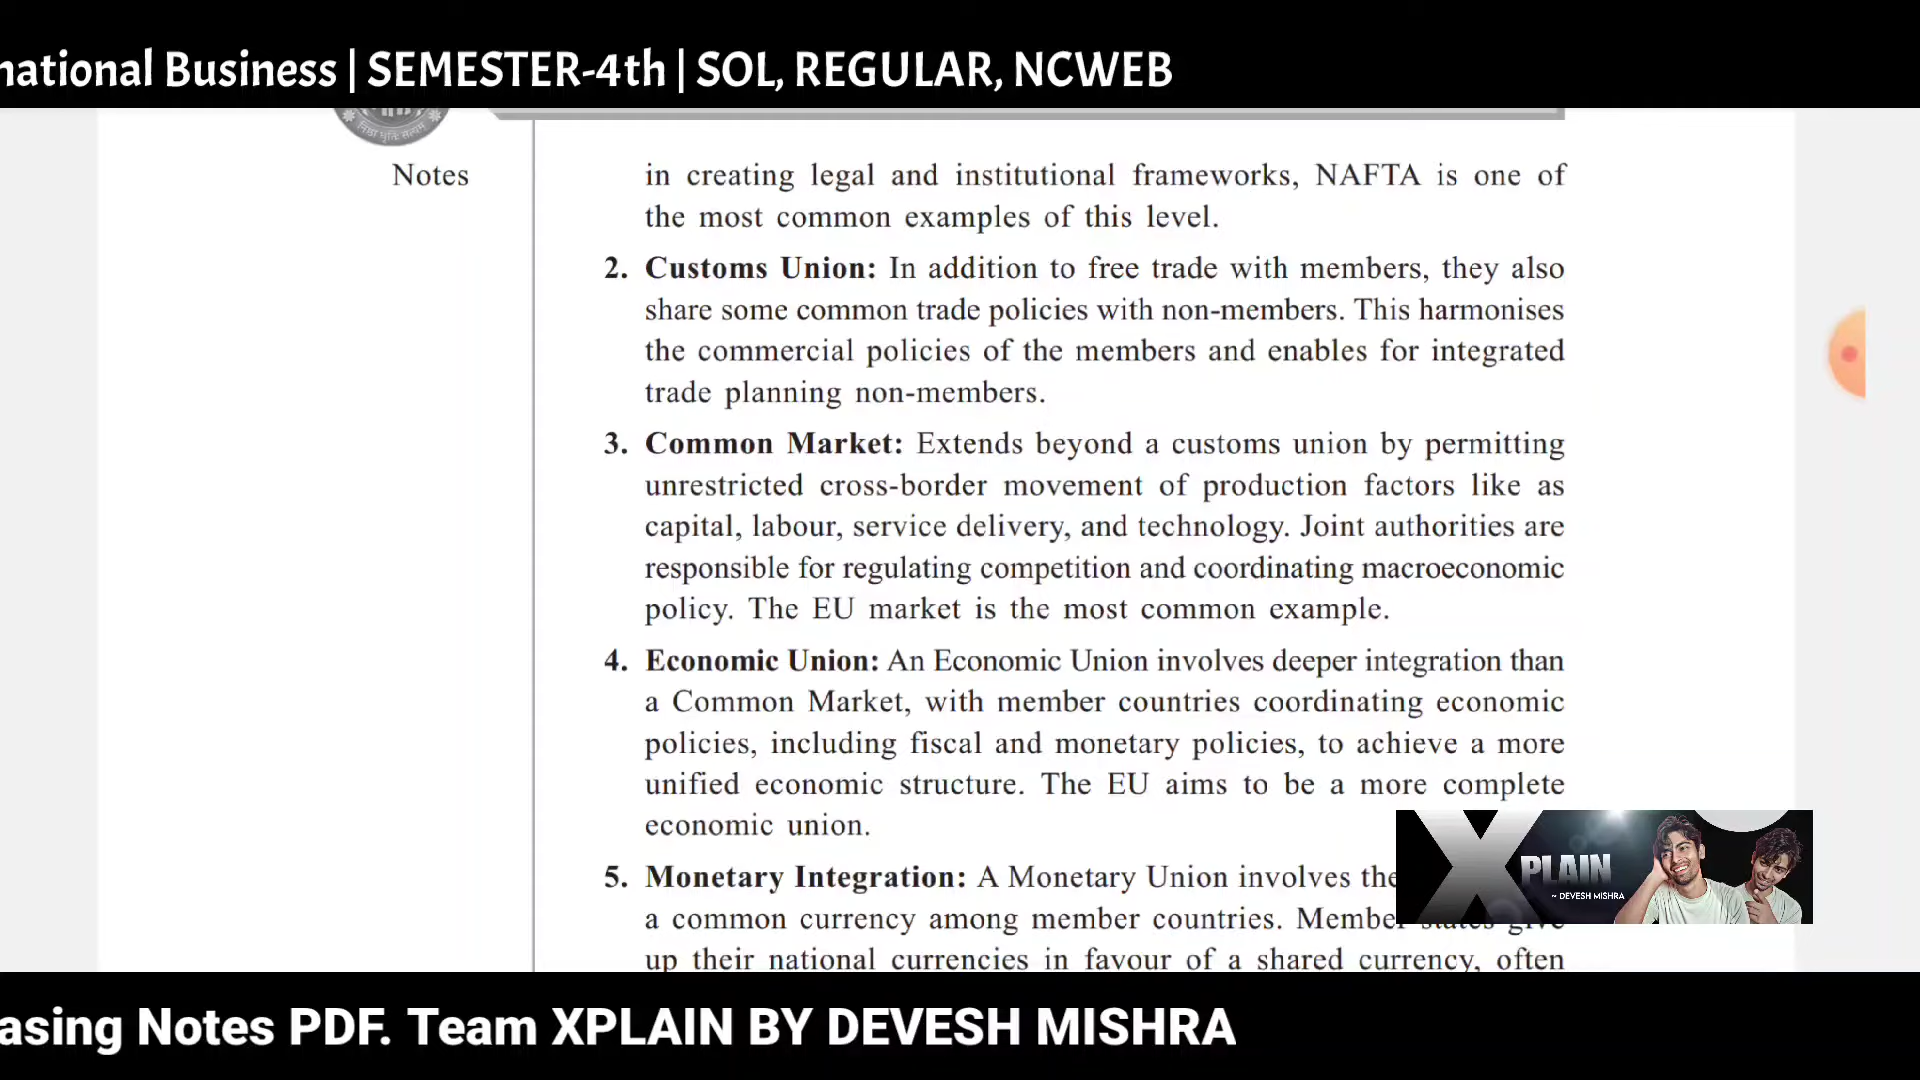 national Business | SEMESTER-4th | SOL, REGULAR, NCWEB
Notes
in creating legal and institutional frameworks, NAFTA is one of
the most common examples of this level.
2. Customs Union: In addition to free trade with members, they also
share some common trade policies with non-members. This harmonises
the commercial policies of the members and enables for integrated
trade planning non-members.
3. Common Market: Extends beyond a customs union by permitting
unrestricted cross-border movement of production factors like as
capital, labour, service delivery, and technology. Joint authorities are
responsible for regulating competition and coordinating macroeconomic
policy. The EU market is the most common example.
4. Economic Union: An Economic Union involves deeper integration than
a Common Market, with member countries coordinating economic
policies, including fiscal and monetary policies, to achieve a more
unified economic structure. The EU aims to be a more complete
economic union.
5. Monetary Integration: A Monetary Union involves the
a common currency among member countries. Member states give
up their national currencies in favour of a shared currency, often
XPLAIN
~ DEVESH MISHRA
asing Notes PDF. Team XPLAIN BY DEVESH MISHRA